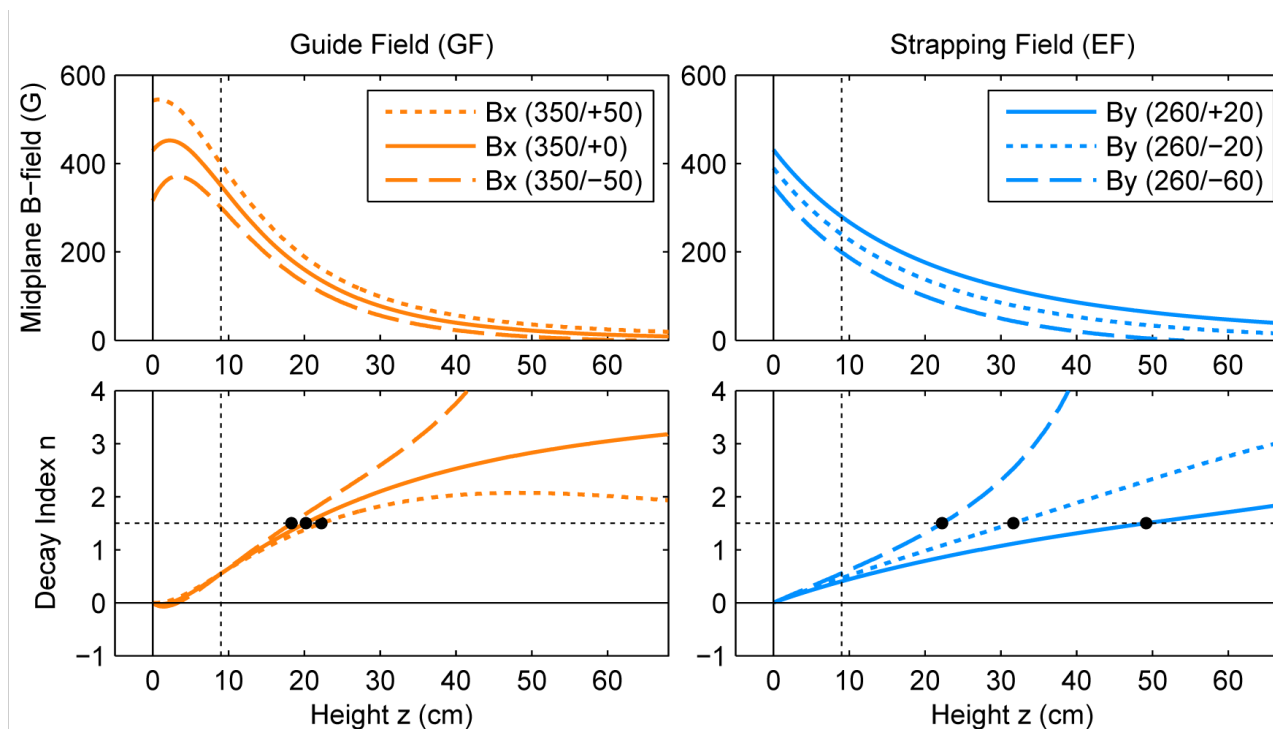 Guide Field (GF)
Strapping Field (EF)
Midplane B−field (G)
600
400
200
0
Bx (350/+50)
Bx (350/+0)
Bx (350/−50)
0 10 20 30 40 50 60
600
400
200
0
By (260/+20)
By (260/−20)
By (260/−60)
0 10 20 30 40 50 60
Decay Index n
4
3
2
1
0
−1
0 10 20 30 40 50 60
Height z (cm)
4
3
2
1
0
−1
0 10 20 30 40 50 60
Height z (cm)